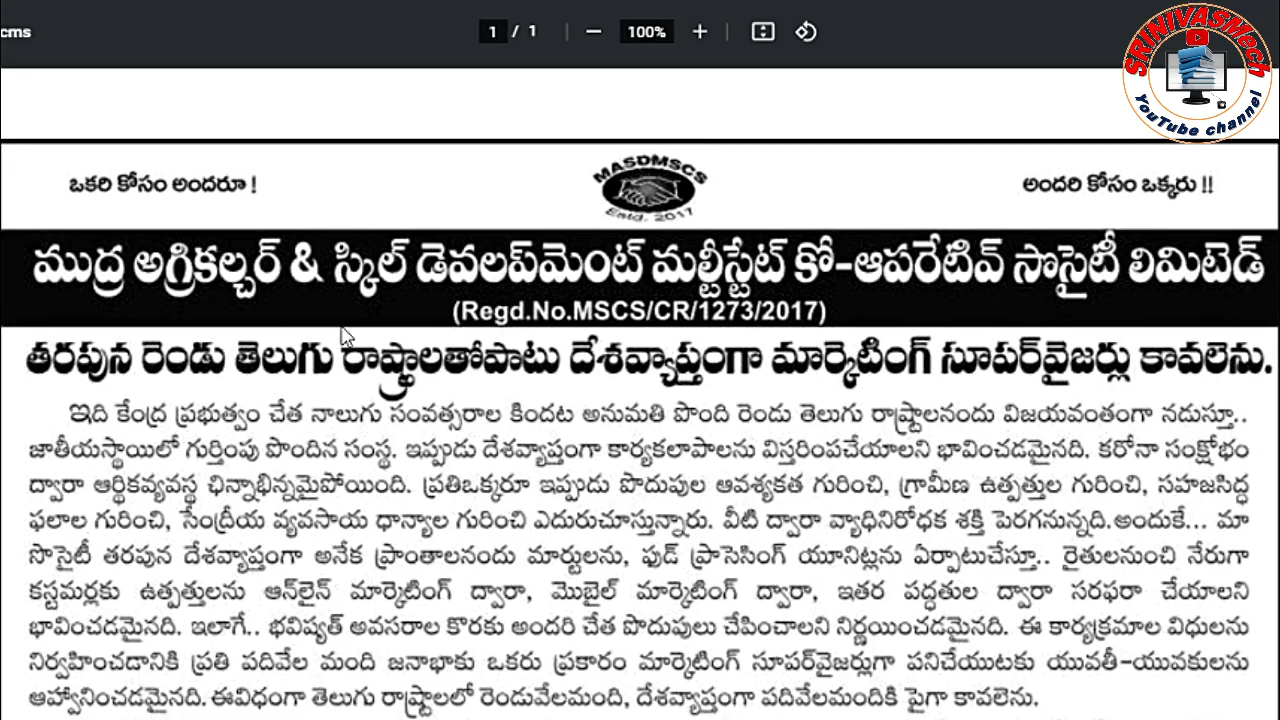 cms
1 / 1
100%
SRINIVASMech
YouTube channel
ఒకరి కోసం అందరూ !
MASDMSCS
Estd. 2017
అందరి కోసం ఒక్కరు !!
ముద్ర అగ్రికల్చర్ & స్కిల్ డెవలప్‌మెంట్ మల్టీస్టేట్ కో-ఆపరేటివ్ సొసైటీ లిమిటెడ్
(Regd.No.MSCS/CR/1273/2017)
తరపున రెండు తెలుగు రాష్ట్రాలతోపాటు దేశవ్యాప్తంగా మార్కెటింగ్ సూపర్‌వైజర్లు కావలెను.
ఇది కేంద్ర ప్రభుత్వం చేత నాలుగు సంవత్సరాల కిందట అనుమతి పొంది రెండు తెలుగు రాష్ట్రాలనందు విజయవంతంగా నడుస్తూ..
జాతీయస్థాయిలో గుర్తింపు పొందిన సంస్థ. ఇప్పుడు దేశవ్యాప్తంగా కార్యకలాపాలను విస్తరింపచేయాలని భావించడమైనది. కరోనా సంక్షోభం
ద్వారా ఆర్థికవ్యవస్థ ఛిన్నాభిన్నమైపోయింది. ప్రతిఒక్కరూ ఇప్పుడు పొదుపుల ఆవశ్యకత గురించి, గ్రామీణ ఉత్పత్తుల గురించి, సహజసిద్ధ
ఫలాల గురించి, సేంద్రీయ వ్యవసాయ ధాన్యాల గురించి ఎదురుచూస్తున్నారు. వీటి ద్వారా వ్యాధినిరోధక శక్తి పెరగనున్నది.అందుకే... మా
సొసైటీ తరపున దేశవ్యాప్తంగా అనేక ప్రాంతాలనందు మార్టులను, ఫుడ్ ప్రాసెసింగ్ యూనిట్లను ఏర్పాటుచేస్తూ.. రైతులనుంచి నేరుగా
కస్టమర్లకు ఉత్పత్తులను ఆన్‌లైన్ మార్కెటింగ్ ద్వారా, మొబైల్ మార్కెటింగ్ ద్వారా, ఇతర పద్ధతుల ద్వారా సరఫరా చేయాలని
భావించడమైనది. ఇలాగే.. భవిష్యత్ అవసరాల కొరకు అందరి చేత పొదుపులు చేపించాలని నిర్ణయించడమైనది. ఈ కార్యక్రమాల విధులను
నిర్వహించడానికి ప్రతి పదివేల మంది జనాభాకు ఒకరు ప్రకారం మార్కెటింగ్ సూపర్‌వైజర్లుగా పనిచేయుటకు యువతీ-యువకులను
ఆహ్వానించడమైనది.ఈవిధంగా తెలుగు రాష్ట్రాలలో రెండువేలమంది, దేశవ్యాప్తంగా పదివేలమందికి పైగా కావలెను.